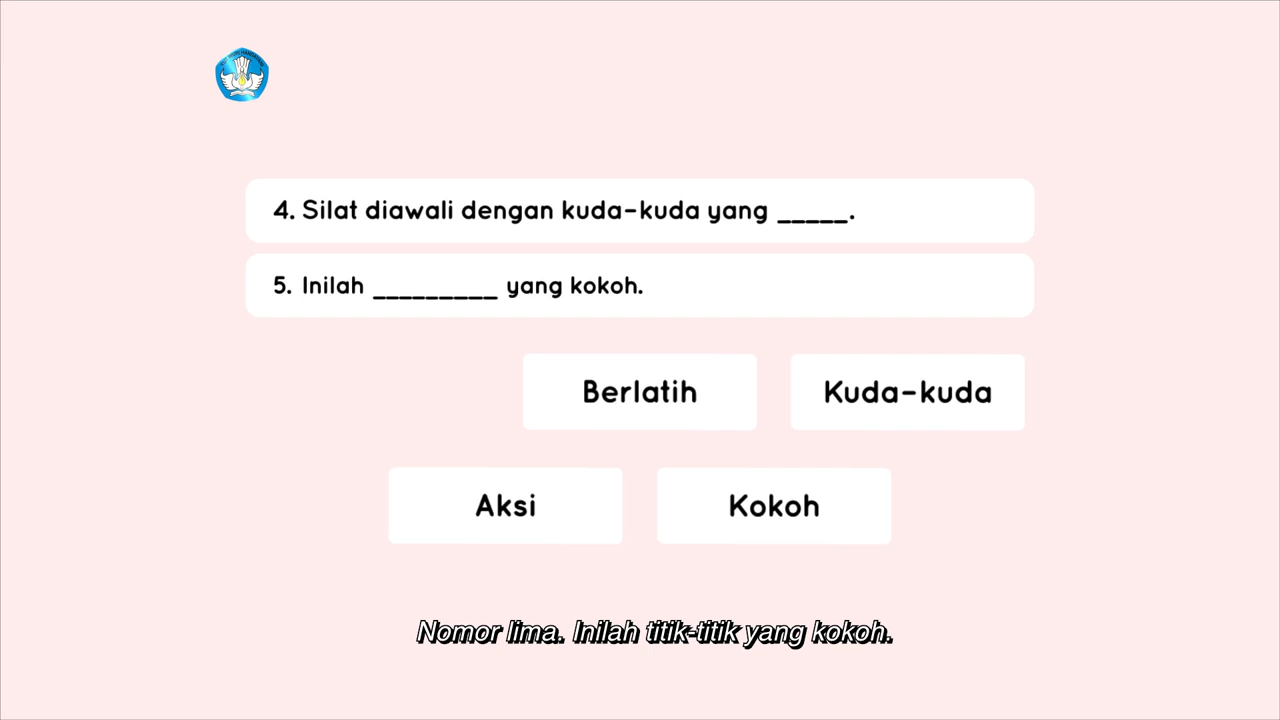 4. Silat diawali dengan kuda-kuda yang _____.
5. Inilah _________ yang kokoh.
Berlatih
Kuda-kuda
Aksi
Kokoh
Nomor lima. Inilah titik-titik yang kokoh.